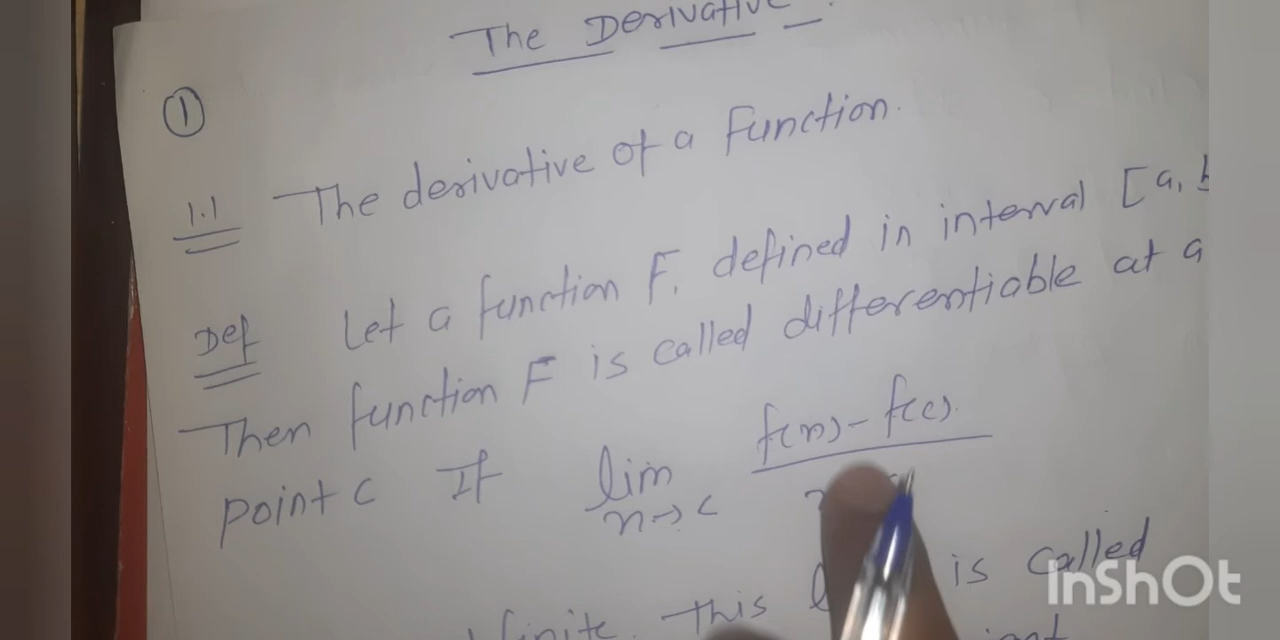 The Derivative.
①
1.1 The derivative of a function.
Def Let a function F. defined in interval [a, b
Then function F is called differentiable at a
point c If lim f(x) - f(c).
x→c
This is called
InShOt